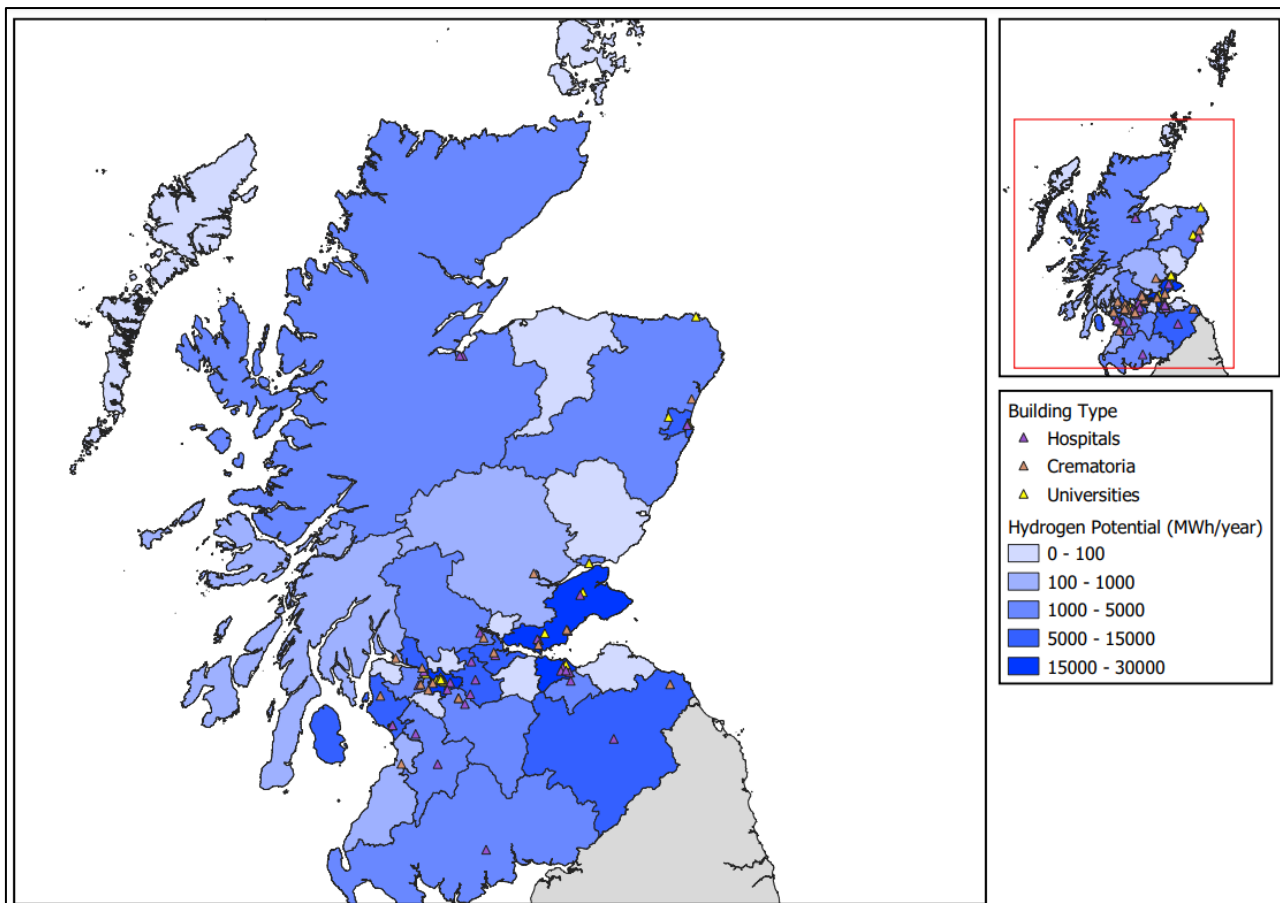 Building Type
Hospitals
Crematoria
Universities
Hydrogen Potential (MWh/year)
0 - 100
100 - 1000
1000 - 5000
5000 - 15000
15000 - 30000